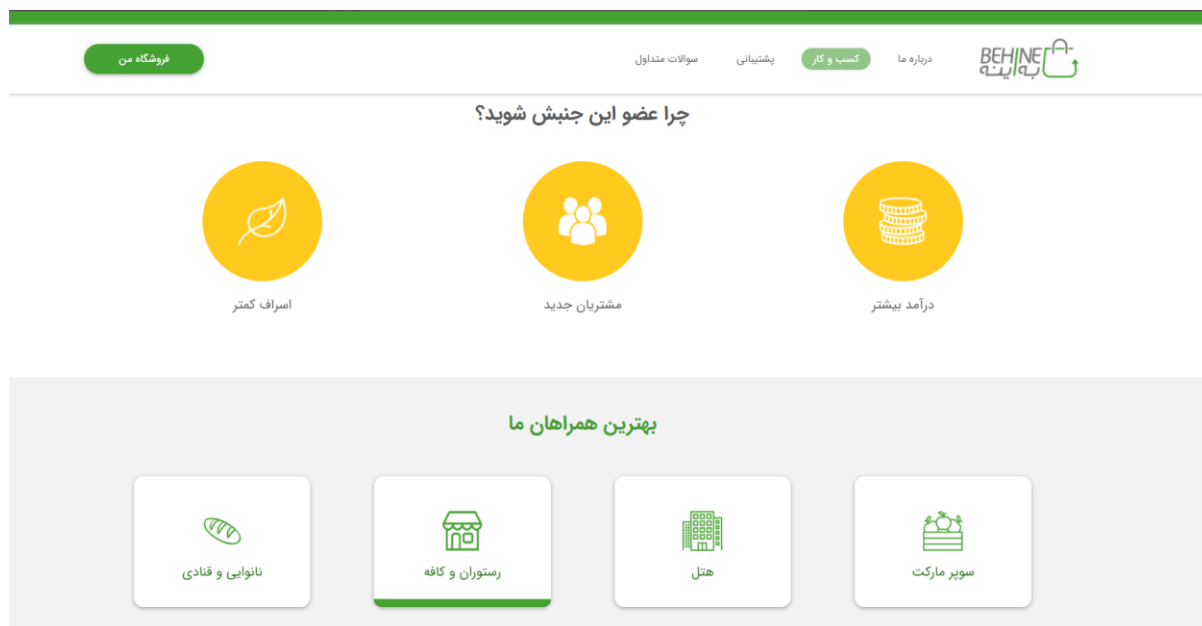 BEHINE
به‌اینه
درباره ما
کسب و کار
پشتیبانی
سوالات متداول
فروشگاه من
چرا عضو این جنبش شوید؟
درآمد بیشتر
مشتریان جدید
اسراف کمتر
بهترین همراهان ما
سوپر مارکت
هتل
رستوران و کافه
نانوایی و قنادی